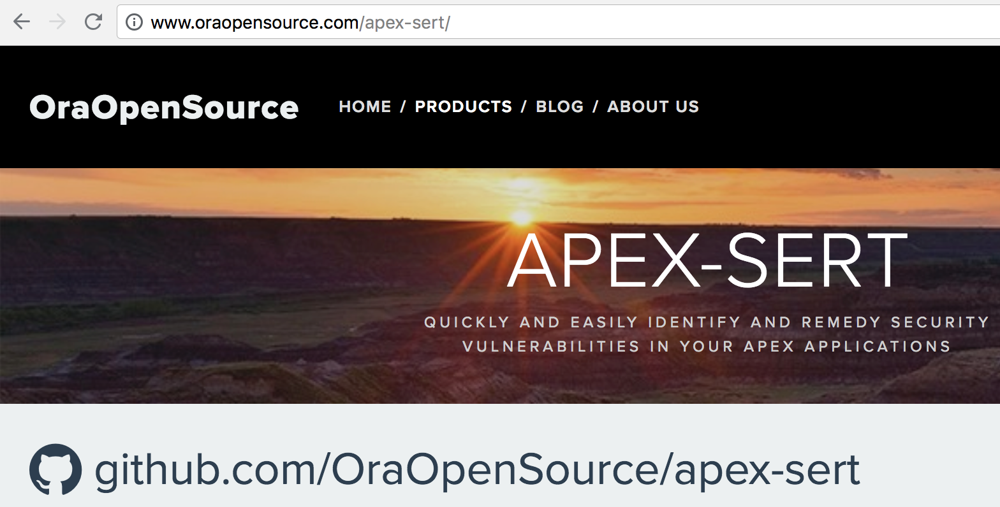 www.oraopensource.com/apex-sert/
OraOpenSource
HOME / PRODUCTS / BLOG / ABOUT US
APEX-SERT
QUICKLY AND EASILY IDENTIFY AND REMEDY SECURITY
VULNERABILITIES IN YOUR APEX APPLICATIONS
github.com/OraOpenSource/apex-sert